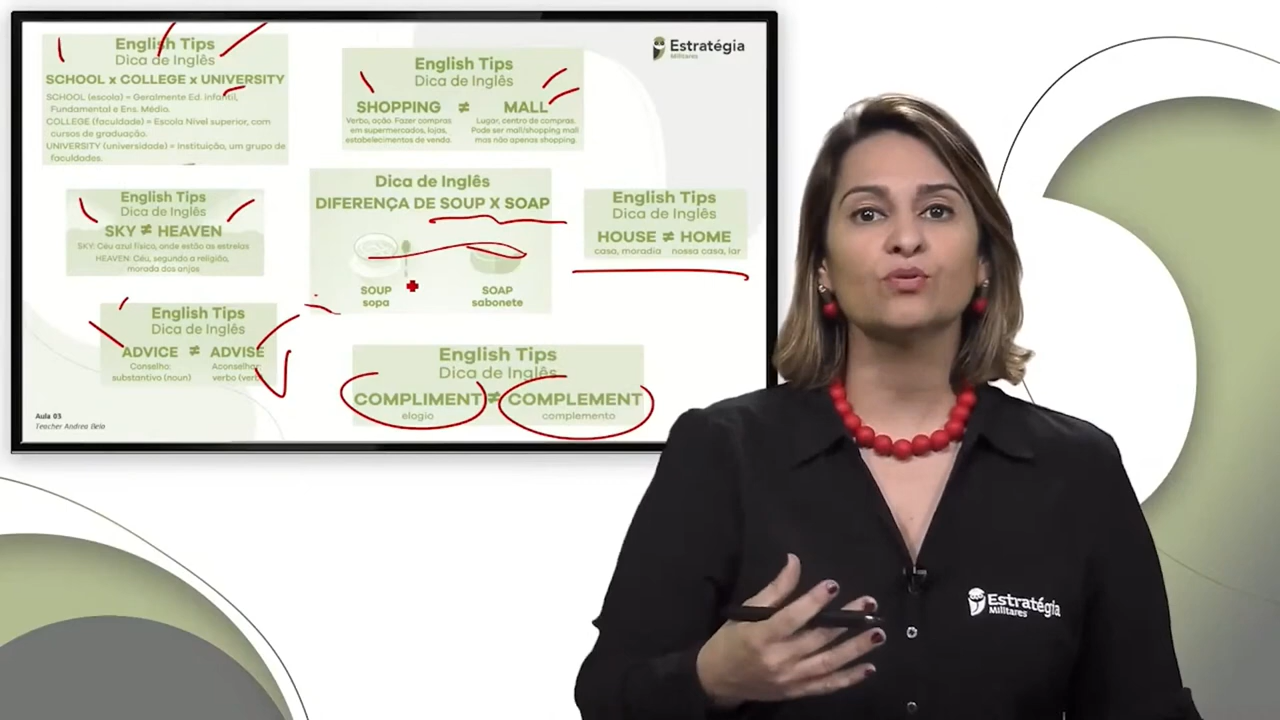 English Tips
Dica de Inglês
SCHOOL x COLLEGE x UNIVERSITY
SCHOOL (escola) = Geralmente Ed. Infantil,
Fundamental e Ens. Médio.
COLLEGE (faculdade) = Escola Nível superior, com
cursos de graduação.
UNIVERSITY (universidade) = Instituição, um grupo de
faculdades.
English Tips
Dica de Inglês
SHOPPING ≠ MALL
Verbo, ação. Fazer compras
em supermercados, lojas,
estabelecimentos de venda.
Lugar, centro de compras.
Pode ser mall/shopping mall
mas não apenas shopping.
Estratégia
Militares
English Tips
Dica de Inglês
SKY ≠ HEAVEN
SKY: Céu azul físico, onde estão as estrelas
HEAVEN: Céu, segundo a religião,
morada dos anjos
Dica de Inglês
DIFERENÇA DE SOUP X SOAP
SOUP
sopa
SOAP
sabonete
English Tips
Dica de Inglês
HOUSE ≠ HOME
casa, moradia nossa casa, lar
English Tips
Dica de Inglês
ADVICE ≠ ADVISE
Conselho:
substantivo (noun)
Aconselhar:
verbo (verb)
English Tips
Dica de Inglês
COMPLIMENT ≠ COMPLEMENT
elogio complemento
Aula 03
Teacher Andrea Belo
Estratégia
Militares